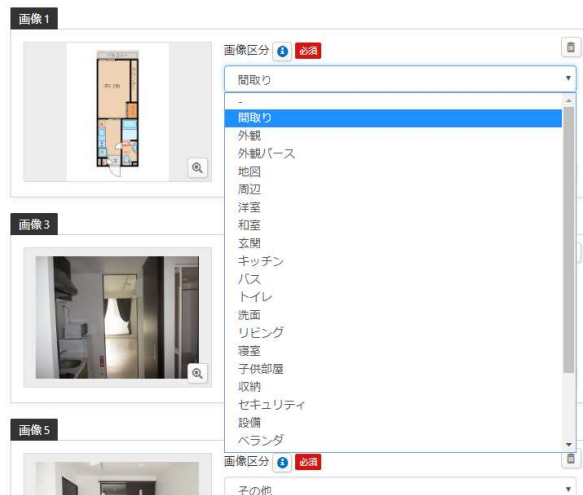 画像1
画像区分 必須
間取り
-
間取り
外観
外観パース
地図
周辺
洋室
和室
玄関
キッチン
バス
トイレ
洗面
リビング
寝室
子供部屋
収納
セキュリティ
設備
ベランダ
画像3
画像5
画像区分 必須
その他